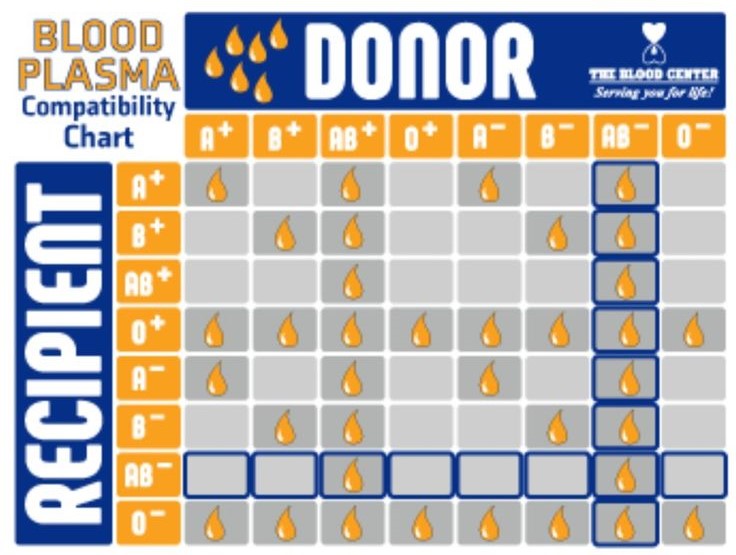 BLOOD
PLASMA
Compatibility
Chart
DONOR
THE BLOOD CENTER
Serving you for life!
A+ B+ AB+ O+ A− B− AB− O−
RECIPIENT
A+
B+
AB+
O+
A−
B−
AB−
O−